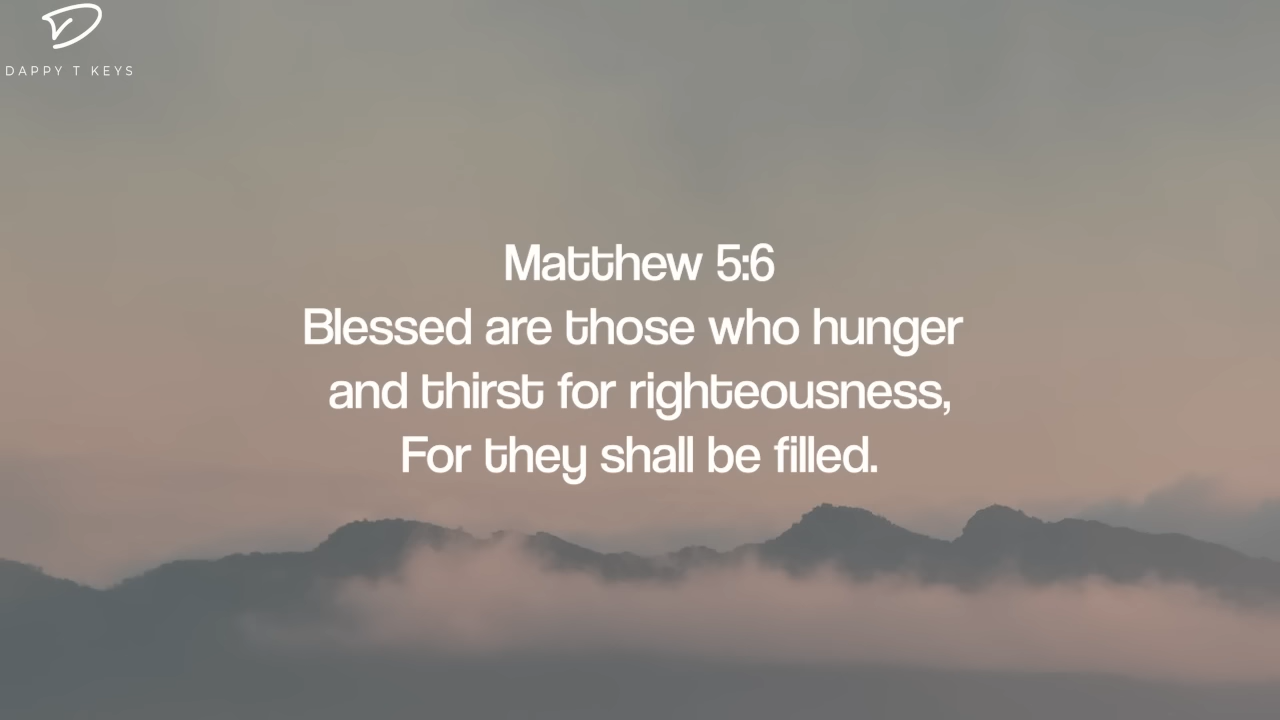 DAPPY T KEYS
Matthew 5:6
Blessed are those who hunger
and thirst for righteousness,
For they shall be filled.